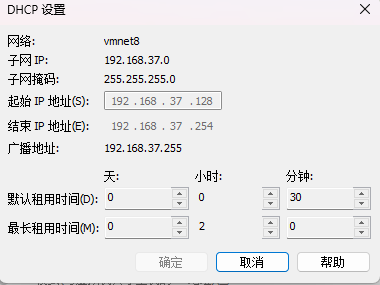 DHCP 设置
网络: vmnet8
子网 IP: 192.168.37.0
子网掩码: 255.255.255.0
起始 IP 地址(S): 192 .168 . 37 .128
结束 IP 地址(E): 192 .168 . 37 .254
广播地址: 192.168.37.255
天: 小时: 分钟:
默认租用时间(D): 0 0 30
最长租用时间(M): 0 2 0
确定 取消 帮助